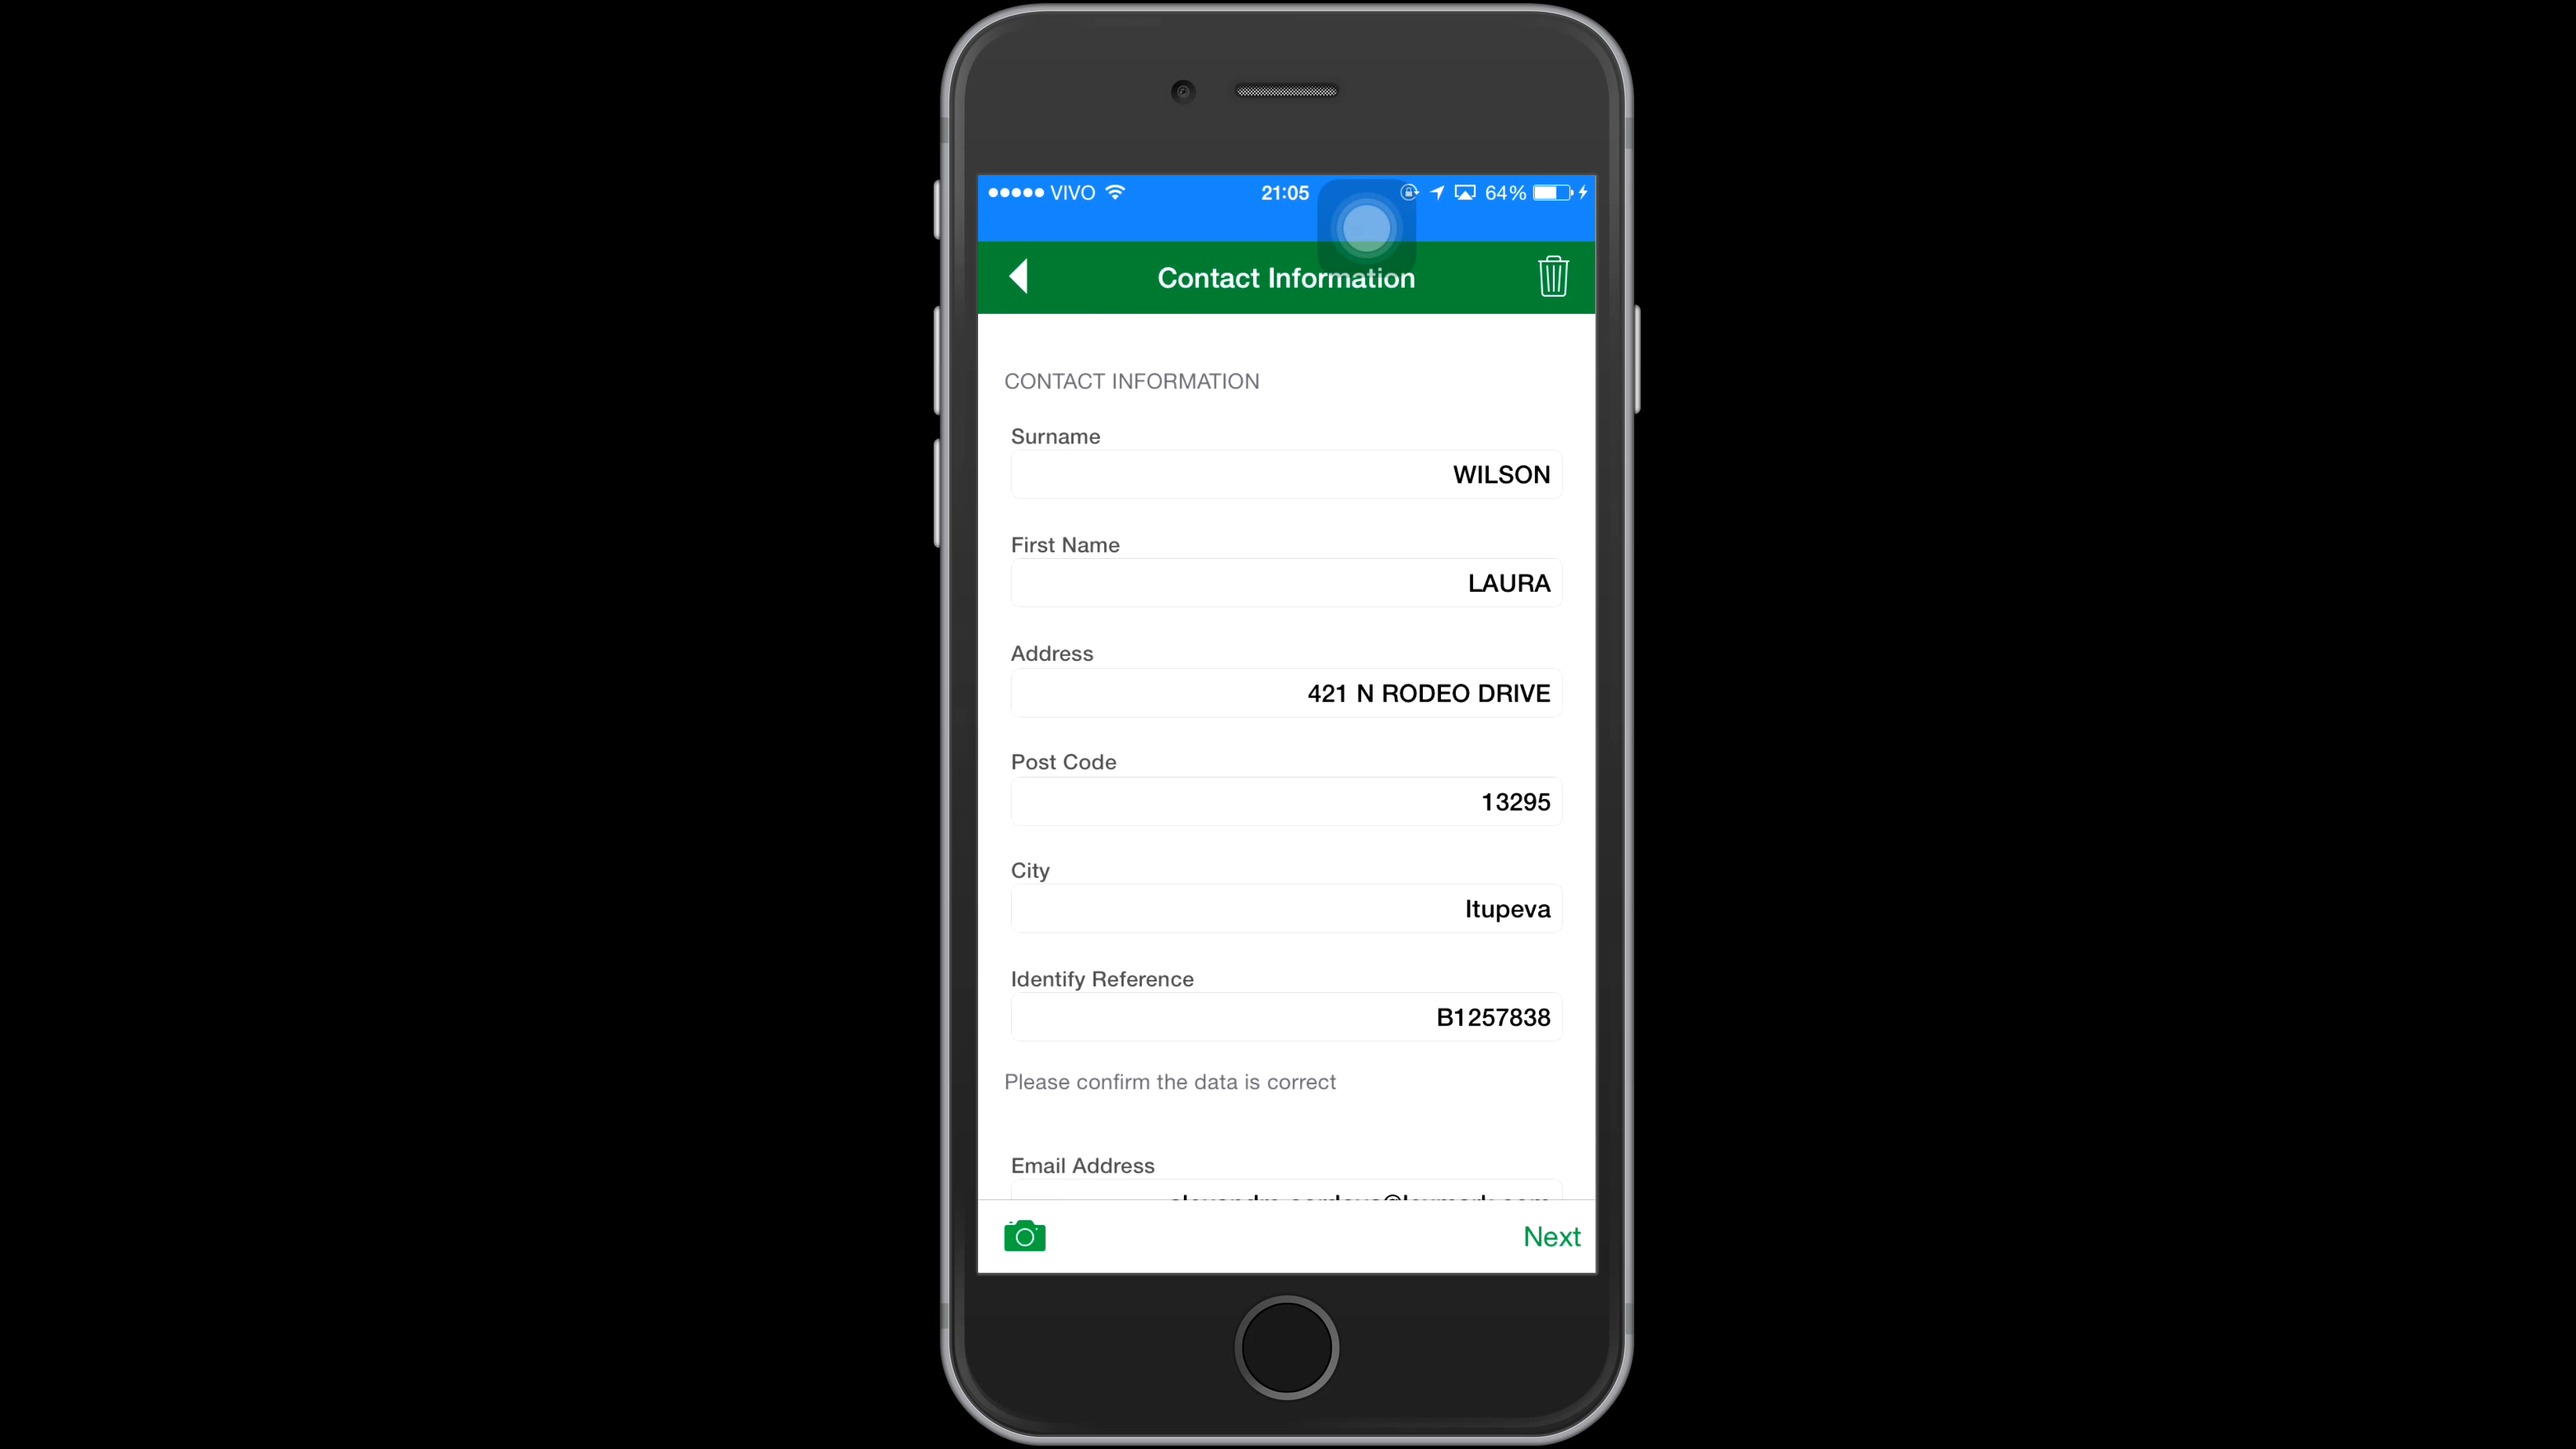 VIVO 21:05 64%
Contact Information
CONTACT INFORMATION
Surname
WILSON
First Name
LAURA
Address
421 N RODEO DRIVE
Post Code
13295
City
Itupeva
Identify Reference
B1257838
Please confirm the data is correct
Email Address
Next